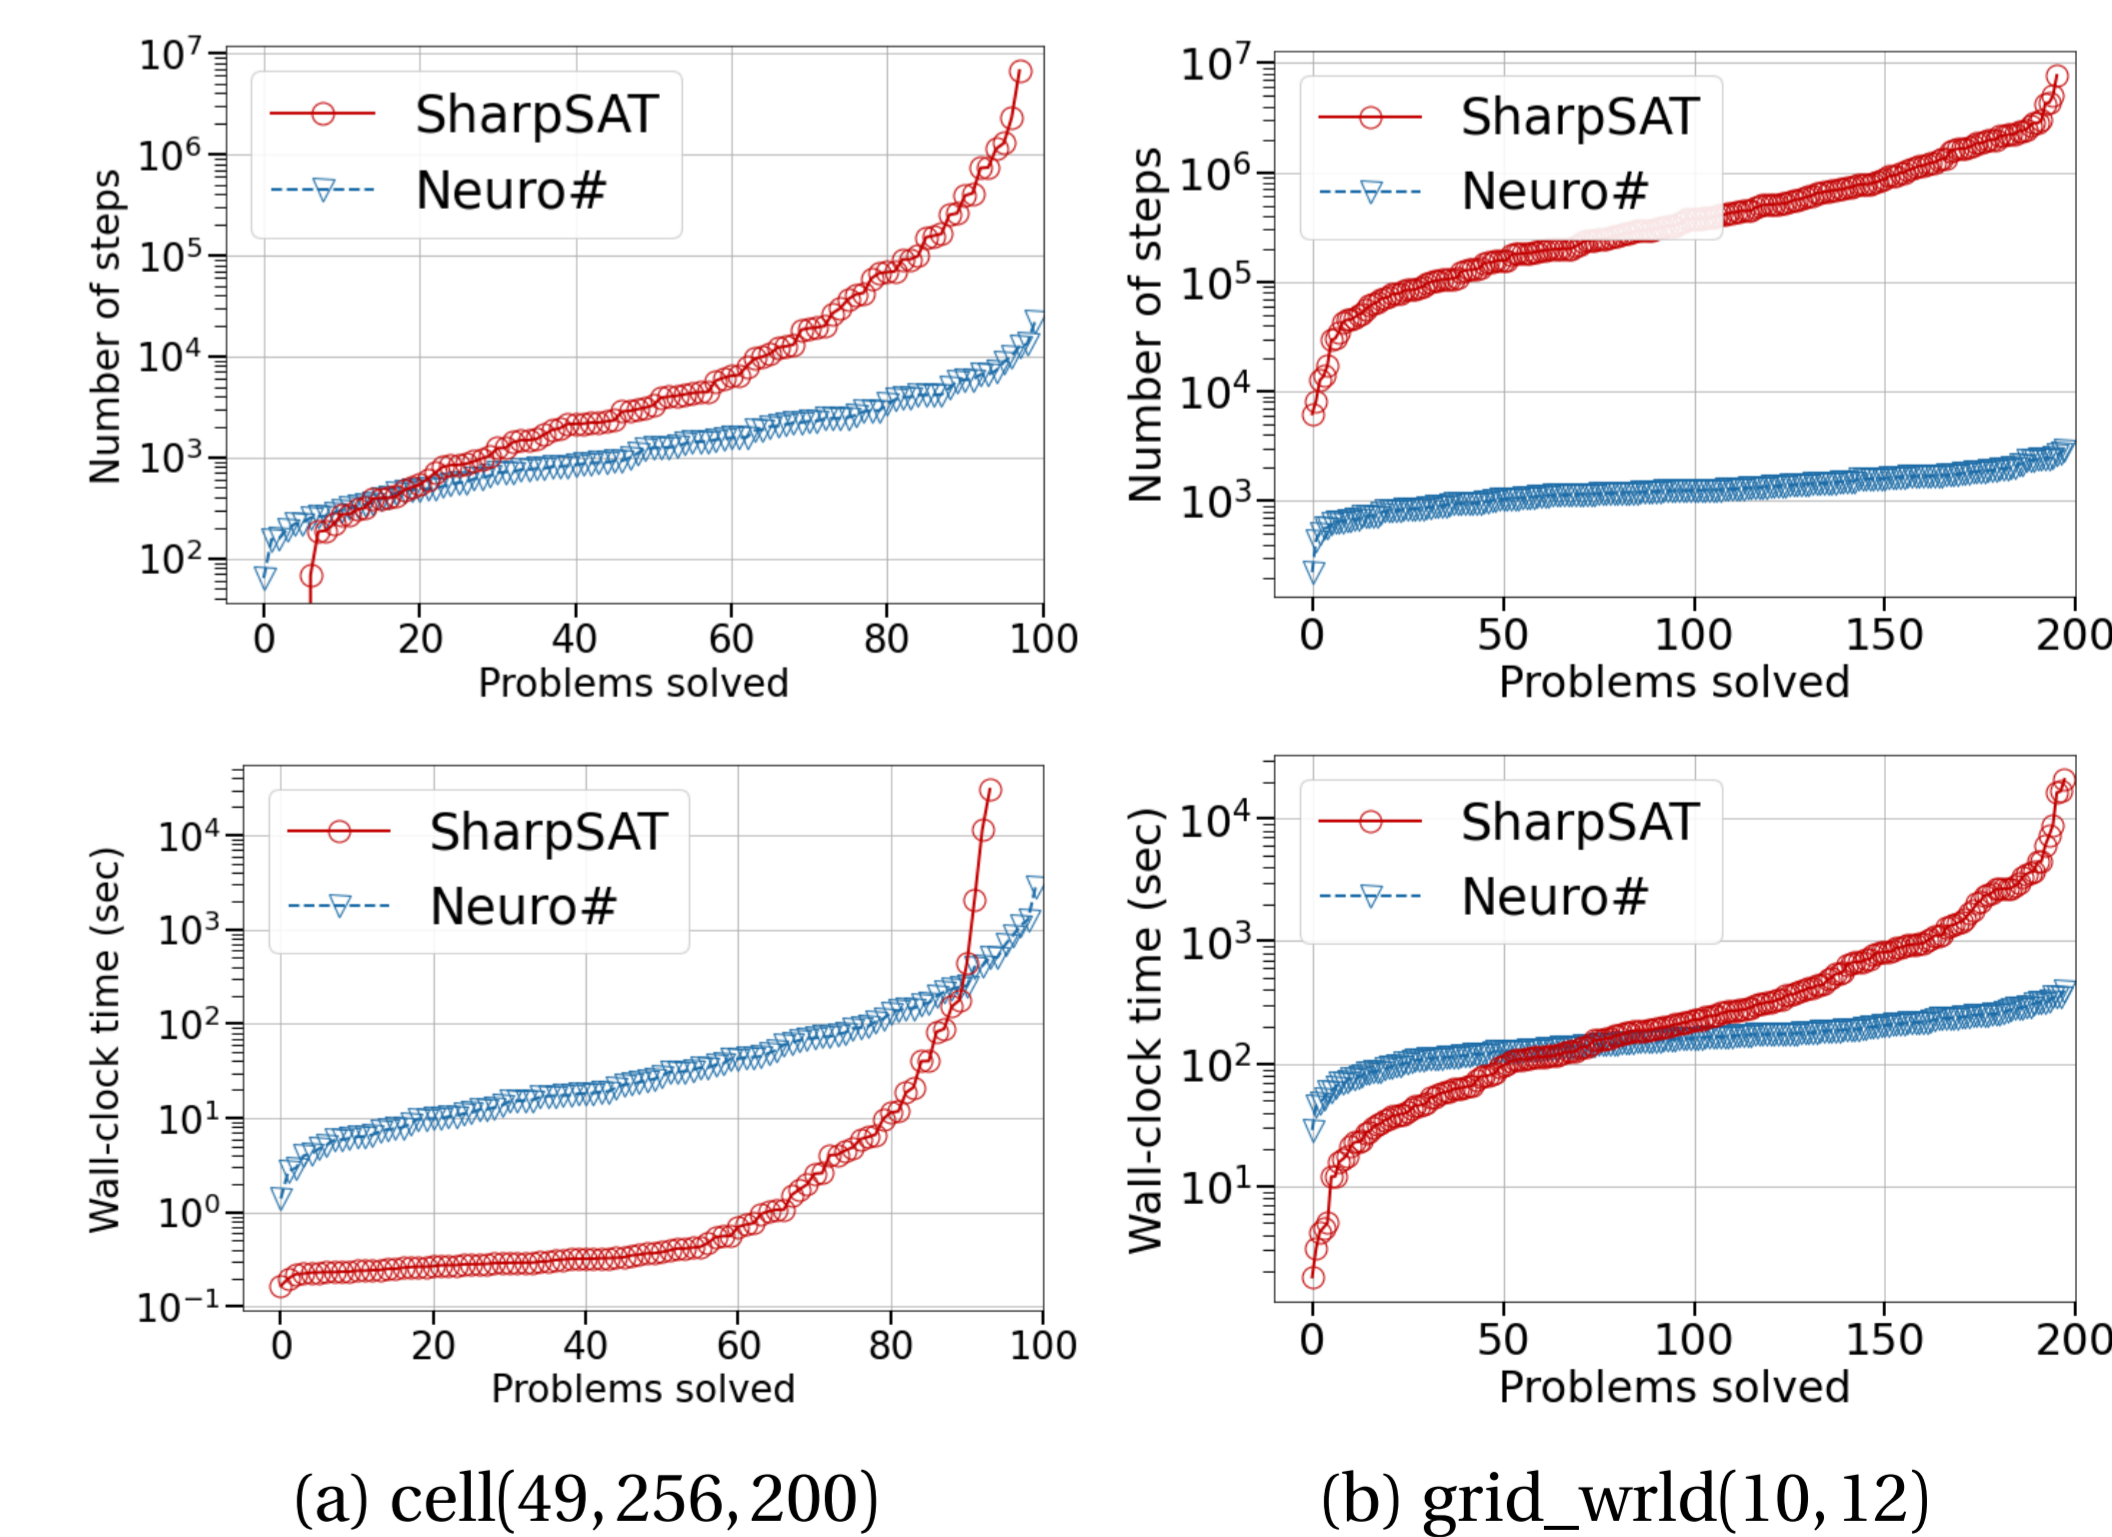 10⁷
10⁶
10⁵
10⁴
10³
10²
Number of steps
SharpSAT
Neuro#
0 20 40 60 80 100
Problems solved
10⁷
10⁶
10⁵
10⁴
10³
Number of steps
SharpSAT
Neuro#
0 50 100 150 200
Problems solved
10⁴
10³
10²
10¹
10⁰
10⁻¹
Wall-clock time (sec)
SharpSAT
Neuro#
0 20 40 60 80 100
Problems solved
10⁴
10³
10²
10¹
Wall-clock time (sec)
SharpSAT
Neuro#
0 50 100 150 200
Problems solved
(a) cell(49, 256, 200)
(b) grid_wrld(10, 12)